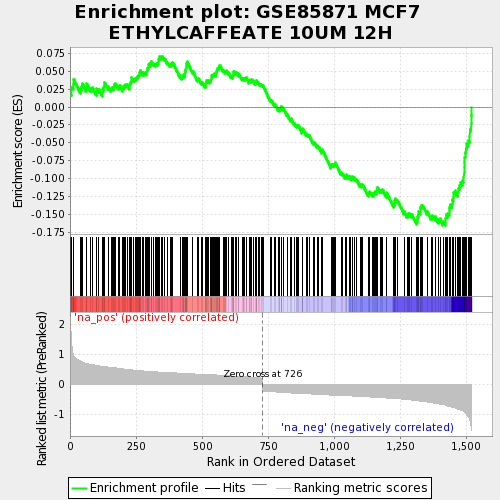 Enrichment plot: GSE85871 MCF7
ETHYLCAFFETATE 10UM 12H
Enrichment score (ES)
0.075
0.050
0.025
0.000
-0.025
-0.050
-0.075
-0.100
-0.125
-0.150
-0.175
Ranked list metric (PreRanked)
'na_pos' (positively correlated)
2
1
0
-1
Zero cross at 726
'na_neg' (negatively correlated)
0
250
500
750
1,000
1,250
1,500
Rank in Ordered Dataset
Enrichment profile
Hits
Ranking metric scores